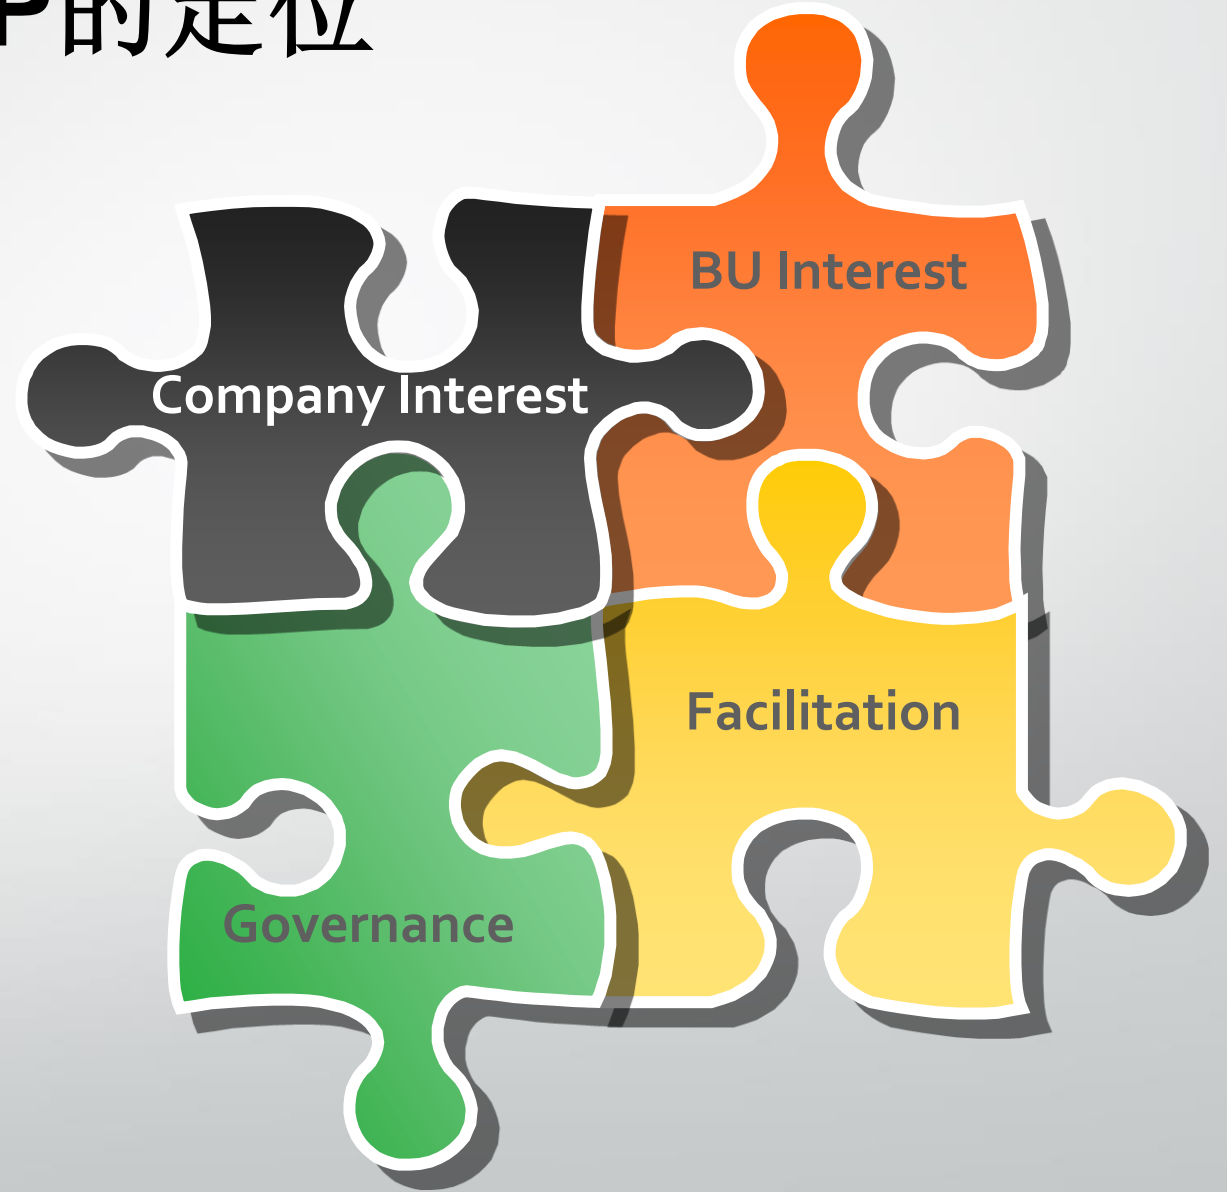 P的定位
BU Interest
Company Interest
Facilitation
Governance